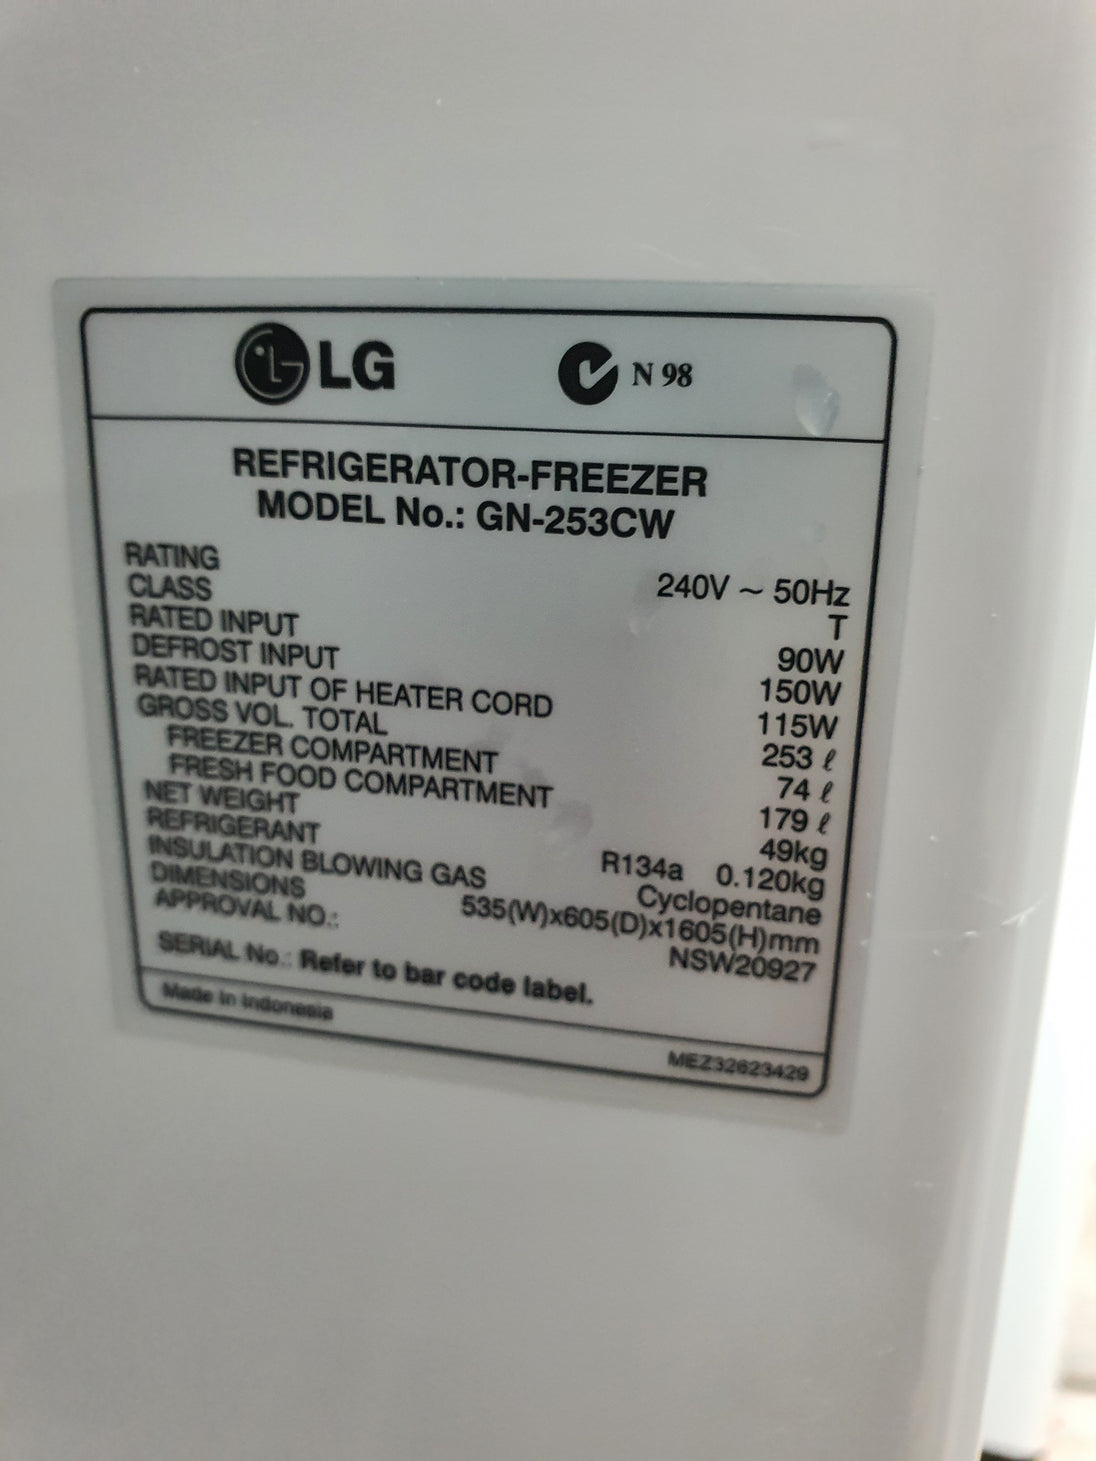 LG N 98
REFRIGERATOR-FREEZER
MODEL No.: GN-253CW
RATING 240V ~ 50Hz
CLASS T
RATED INPUT 90W
DEFROST INPUT 150W
RATED INPUT OF HEATER CORD 115W
GROSS VOL. TOTAL 253 ℓ
FREEZER COMPARTMENT 74 ℓ
FRESH FOOD COMPARTMENT 179 ℓ
NET WEIGHT 49kg
REFRIGERANT R134a 0.120kg
INSULATION BLOWING GAS Cyclopentane
DIMENSIONS 535(W)x605(D)x1605(H)mm
APPROVAL NO.: NSW20927
SERIAL No.: Refer to bar code label.
Made in Indonesia MEZ32623429